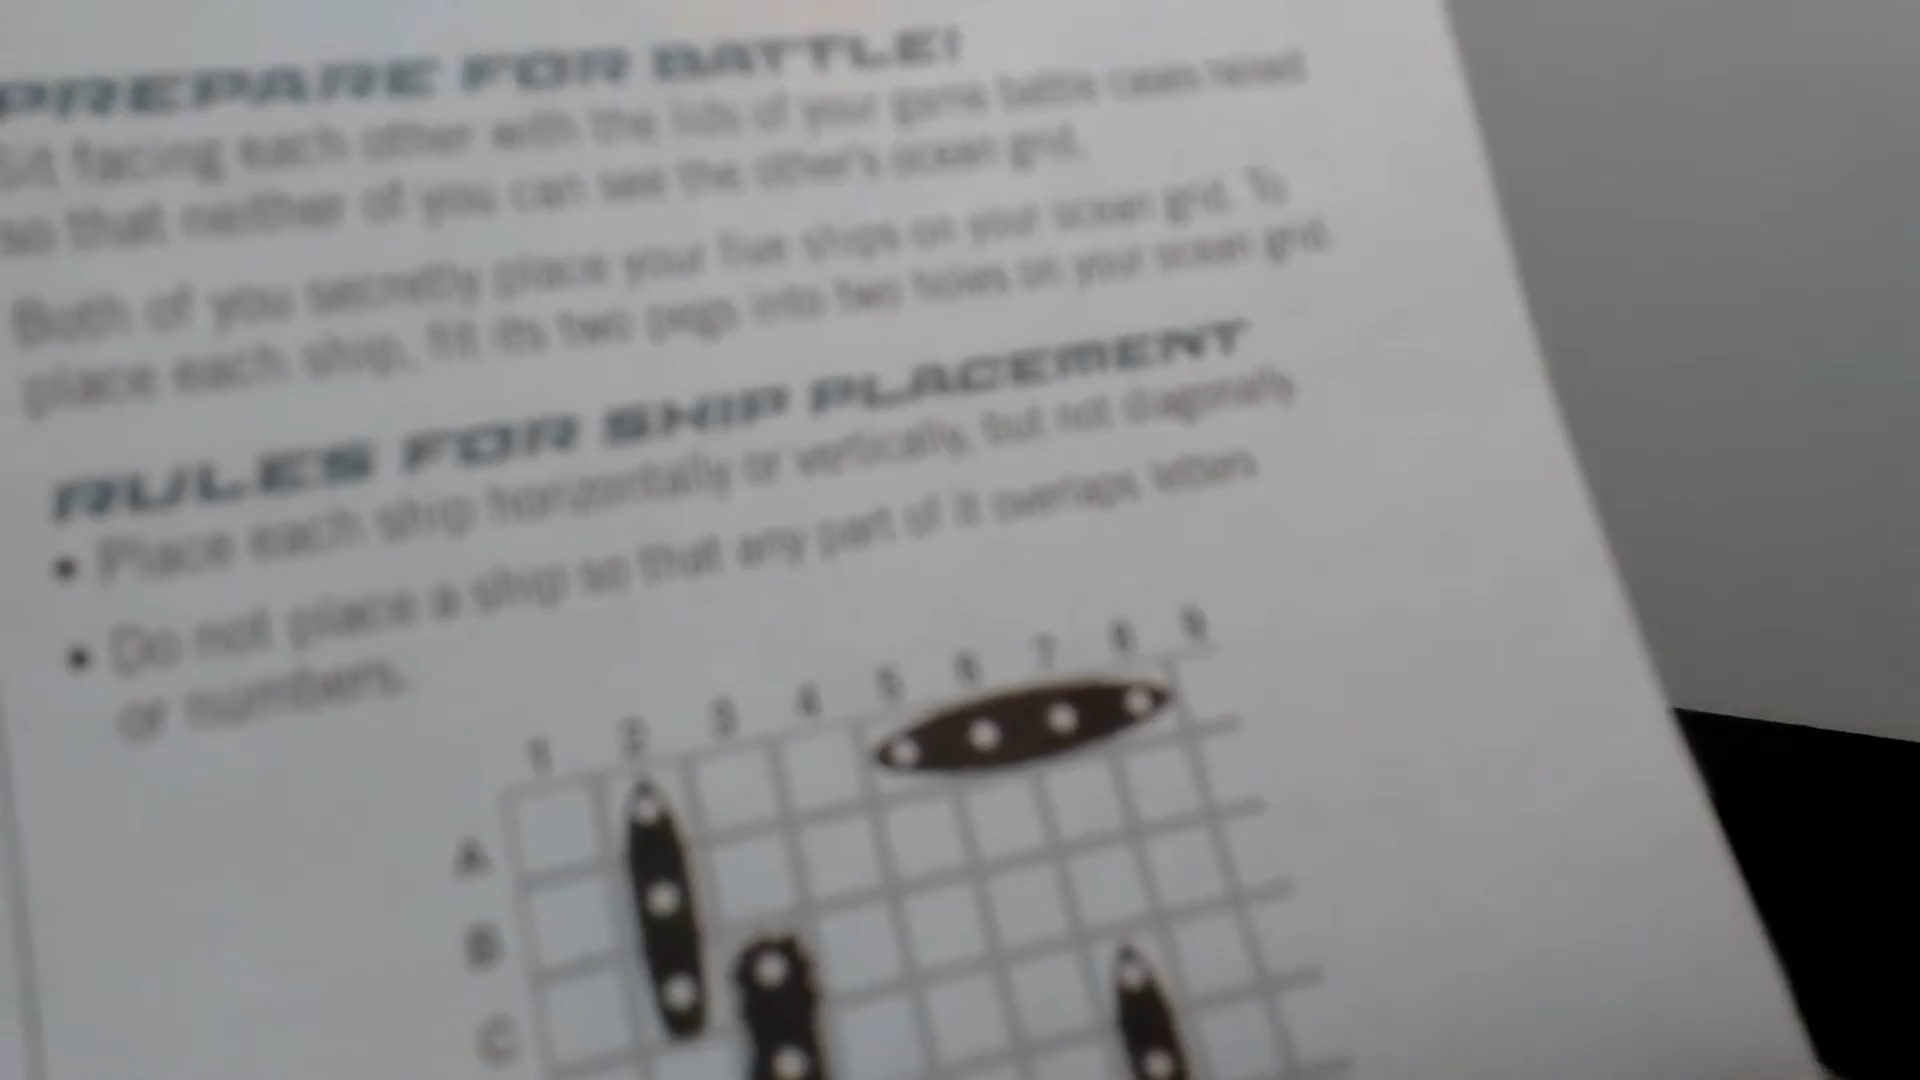 PREPARE FOR BATTLE!
Sit facing each other with the lids of your game battle cases raised
so that neither of you can see the other's ocean grid.
Both of you secretly place your five ships on your ocean grid. To
place each ship, fit its two pegs into two holes on your ocean grid.
RULES FOR SHIP PLACEMENT
• Place each ship horizontally or vertically, but not diagonally
• Do not place a ship so that any part of it overlaps letters
or numbers.
1 2 3 4 5 6 7 8 9
A
B
C